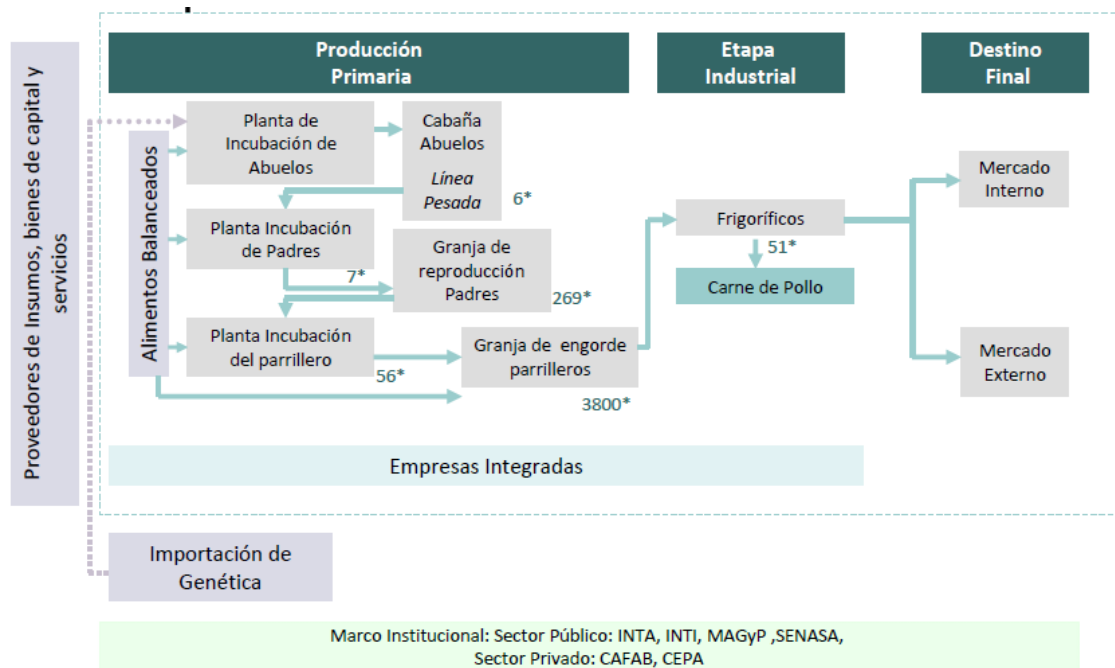 Proveedores de Insumos, bienes de capital y
servicios
Producción
Primaria
Etapa
Industrial
Destino
Final
Alimentos Balanceados
Planta de
Incubación de
Abuelos
Cabaña
Abuelos
Línea
Pesada
6*
Planta Incubación
de Padres
7*
Granja de
reproducción
Padres
269*
Planta Incubación
del parrillero
56*
Granja de engorde
parrilleros
3800*
Frigoríficos
51*
Carne de Pollo
Mercado
Interno
Mercado
Externo
Empresas Integradas
Importación de
Genética
Marco Institucional: Sector Público: INTA, INTI, MAGyP ,SENASA,
Sector Privado: CAFAB, CEPA